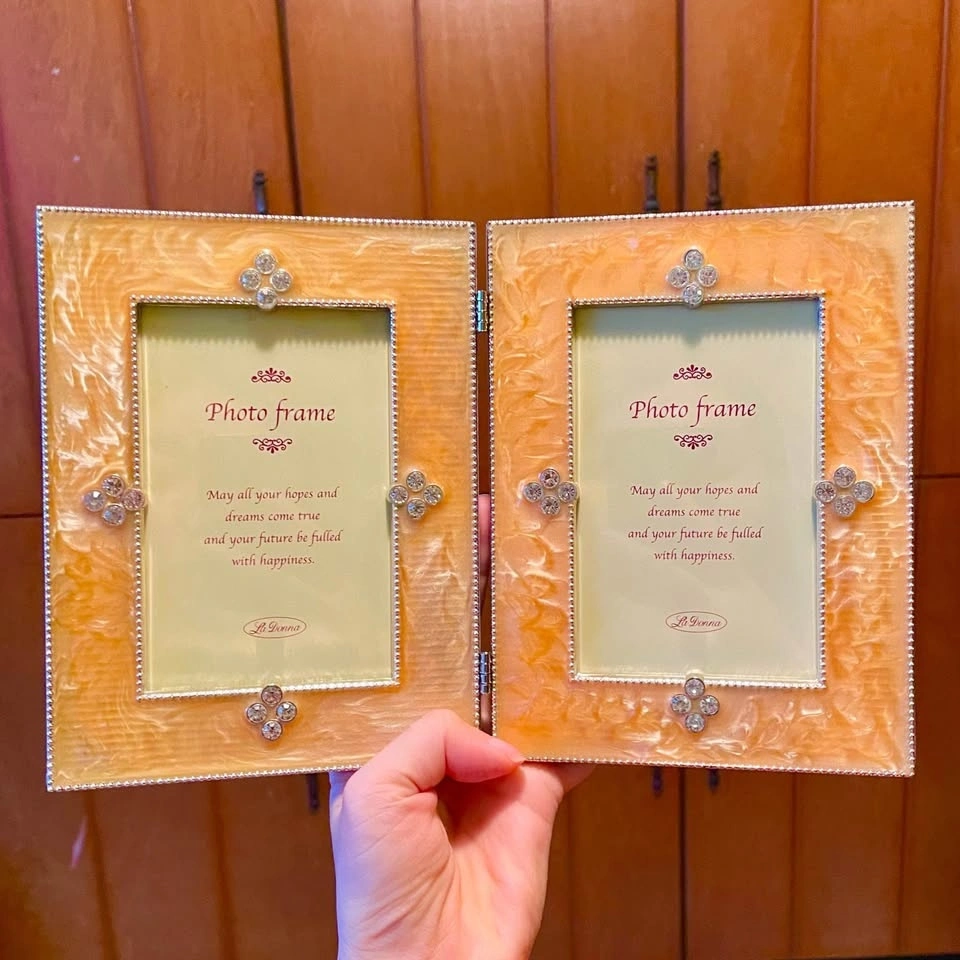 Photo frame
May all your hopes and
dreams come true
and your future be fulled
with happiness.
La Donna
Photo frame
May all your hopes and
dreams come true
and your future be fulled
with happiness.
La Donna